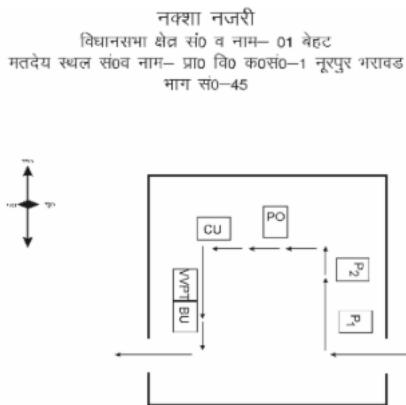 नक्शा नजरी
विधानसभा क्षेत्र सं0 व नाम– 01 बेहट
मतदेय स्थल सं0व नाम– प्रा0 वि0 क0सं0–1 नूरपुर भरावड
भाग सं0–45
PO
CU
P2
VVPT
BU
P1